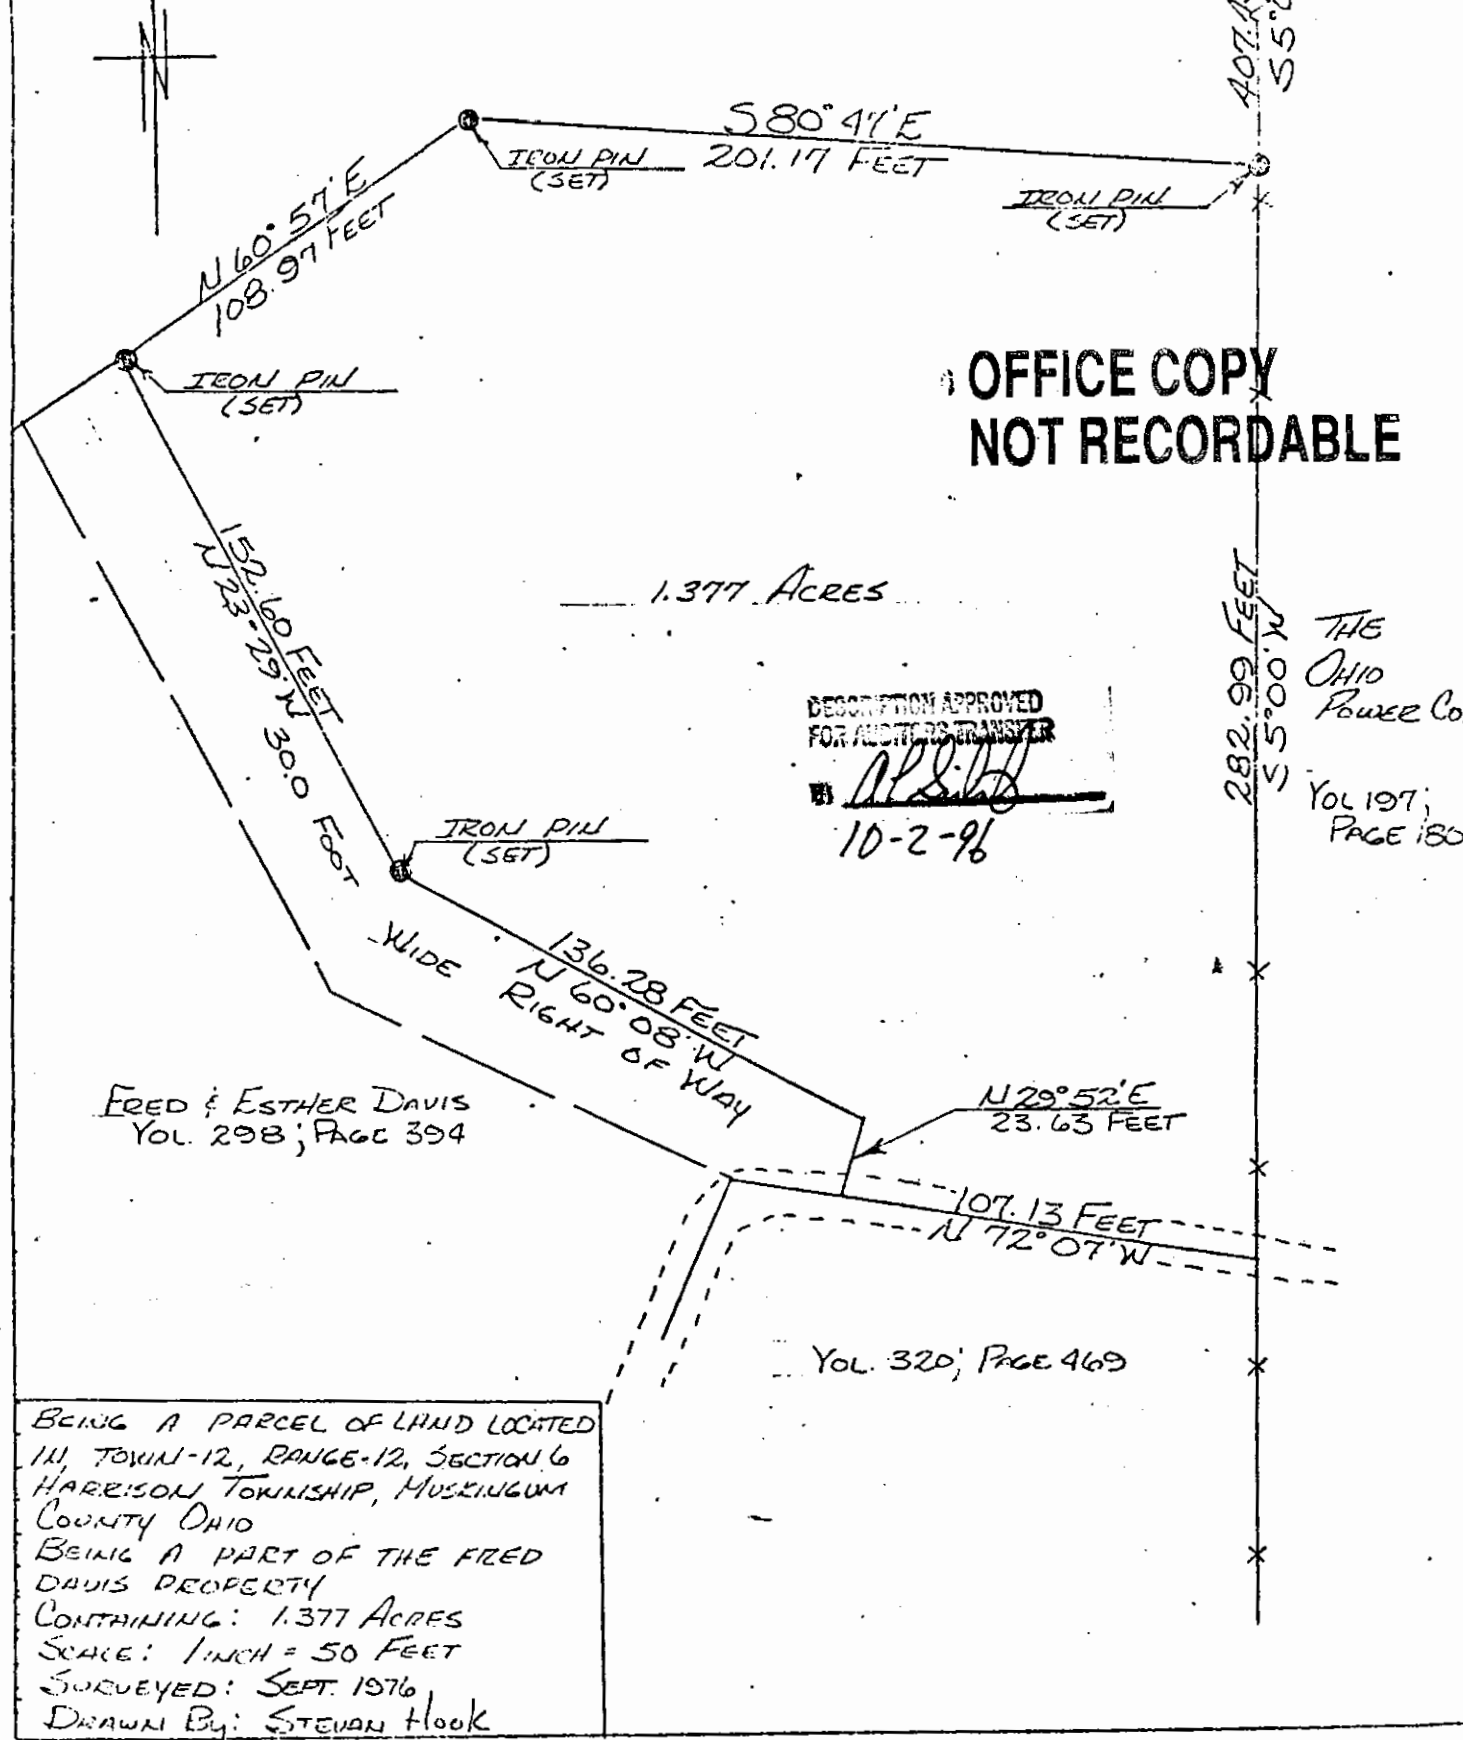 N
407.
S5°
S 80° 47' E
201.17 FEET
IRON PIN
(SET)
IRON PIN
(SET)
N 60° 57' E
108.97 FEET
IRON PIN
(SET)
OFFICE COPY
NOT RECORDABLE
152.60 FEET
N 23° 29' W
30.0 FOOT
WIDE
RIGHT OF WAY
1.377 ACRES
282.99 FEET
S 5° 00' W
THE
OHIO
POWER CO.
VOL 197;
PAGE 180
DESCRIPTION APPROVED
FOR AUDITORS TRANSFER
BY
10-2-96
IRON PIN
(SET)
136.28 FEET
N 60° 08' W
FRED & ESTHER DAVIS
VOL. 298; PAGE 394
N 29° 52' E
23.63 FEET
107.13 FEET
N 72° 07' W
VOL. 320; PAGE 469
BEING A PARCEL OF LAND LOCATED
IN, TOWN-12, RANGE-12, SECTION 6
HARRISON TOWNSHIP, MUSKINGUM
COUNTY OHIO
BEING A PART OF THE FRED
DAVIS PROPERTY
CONTAINING: 1.377 ACRES
SCALE: 1 INCH = 50 FEET
SURVEYED: SEPT. 1976
DRAWN BY: STEVAN HOOK